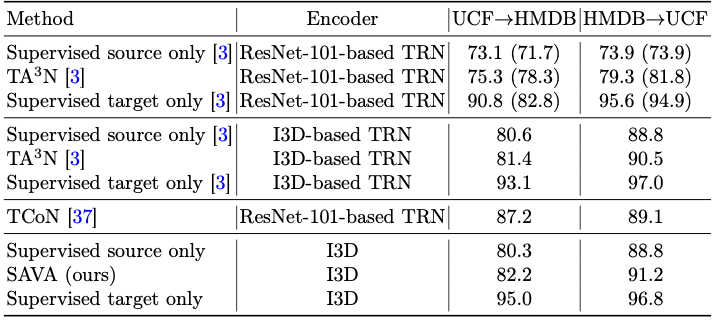 Method Encoder UCF→HMDB HMDB→UCF
Supervised source only [3] ResNet-101-based TRN 73.1 (71.7) 73.9 (73.9)
TA³N [3] ResNet-101-based TRN 75.3 (78.3) 79.3 (81.8)
Supervised target only [3] ResNet-101-based TRN 90.8 (82.8) 95.6 (94.9)
Supervised source only [3] I3D-based TRN 80.6 88.8
TA³N [3] I3D-based TRN 81.4 90.5
Supervised target only [3] I3D-based TRN 93.1 97.0
TCoN [37] ResNet-101-based TRN 87.2 89.1
Supervised source only I3D 80.3 88.8
SAVA (ours) I3D 82.2 91.2
Supervised target only I3D 95.0 96.8